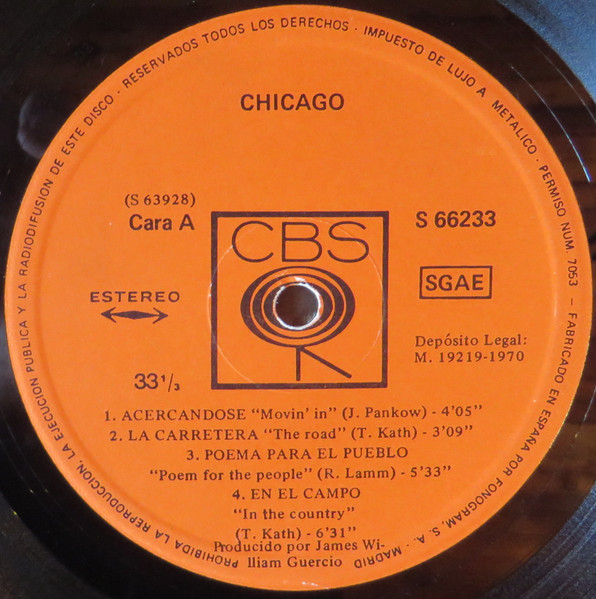 PROHIBIDA LA REPRODUCCION, LA EJECUCION PUBLICA Y LA RADIODIFUSION DE ESTE DISCO · RESERVADOS TODOS LOS DERECHOS - IMPUESTO DE LUJO A METALICO · PERMISO NUM. 7053 — FABRICADO EN ESPAÑA POR FONOGRAM, S. A. - MADRID
CHICAGO
(S 63928)
Cara A
S 66233
CBS
SGAE
ESTEREO
Depósito Legal:
M. 19219-1970
33 1/3
1. ACERCANDOSE “Movin’ in” (J. Pankow) - 4’05”
2. LA CARRETERA “The road” (T. Kath) - 3’09”
3. POEMA PARA EL PUEBLO
“Poem for the people” (R. Lamm) - 5’33”
4. EN EL CAMPO
“In the country”
(T. Kath) - 6’31”
Producido por James Wi-
lliam Guercio